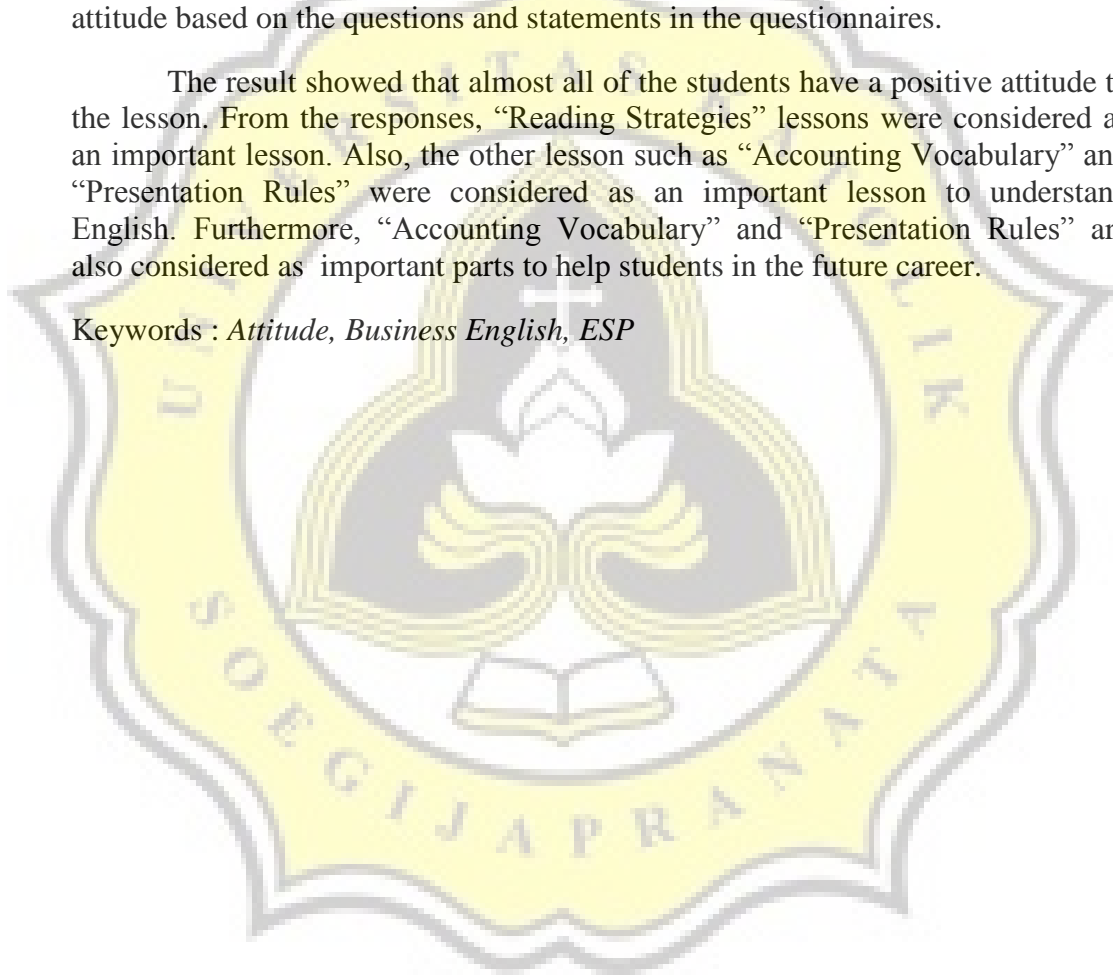 attitude based on the questions and statements in the questionnaires.
The result showed that almost all of the students have a positive attitude t
the lesson. From the responses, “Reading Strategies” lessons were considered a
an important lesson. Also, the other lesson such as “Accounting Vocabulary” an
“Presentation Rules” were considered as an important lesson to understan
English. Furthermore, “Accounting Vocabulary” and “Presentation Rules” ar
also considered as important parts to help students in the future career.
Keywords : Attitude, Business English, ESP
SOEGIJAPRANATA